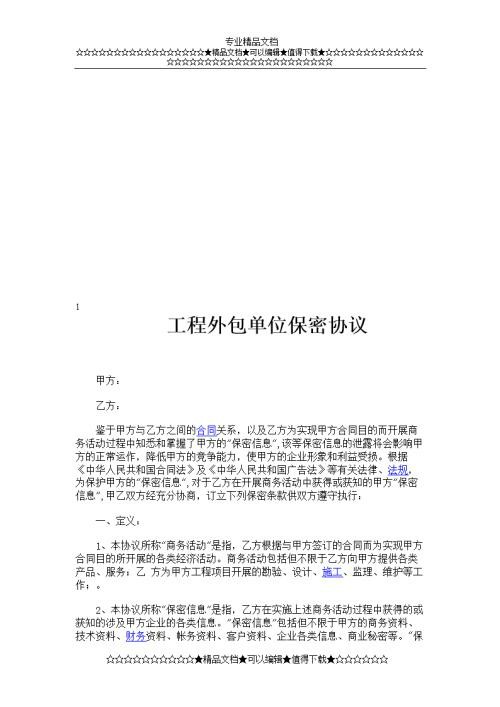 专业精品文档
☆☆☆☆☆☆☆☆☆☆☆☆☆☆☆☆☆★精品文档★可以编辑★值得下载★☆☆☆☆☆☆☆☆☆☆☆☆☆
☆☆☆☆☆☆☆☆☆☆☆☆☆☆☆☆☆☆☆☆☆☆
1
工程外包单位保密协议
甲方：
乙方：
鉴于甲方与乙方之间的合同关系，以及乙方为实现甲方合同目的而开展商
务活动过程中知悉和掌握了甲方的"保密信息",该等保密信息的泄露将会影响甲
方的正常运作，降低甲方的竞争能力，使甲方的企业形象和利益受损。根据
《中华人民共和国合同法》及《中华人民共和国广告法》等有关法律、法规，
为保护甲方的"保密信息",对于乙方在开展商务活动中获得或获知的甲方"保密
信息",甲乙双方经充分协商，订立下列保密条款供双方遵守执行：
一、定义：
1、本协议所称"商务活动"是指，乙方根据与甲方签订的合同而为实现甲方
合同目的所开展的各类经济活动。商务活动包括但不限于乙方向甲方提供各类
产品、服务；乙 方为甲方工程项目开展的勘验、设计、施工、监理、维护等工
作；。
2、本协议所称"保密信息"是指，乙方在实施上述商务活动过程中获得的或
获知的涉及甲方企业的各类信息。"保密信息"包括但不限于甲方的商务资料、
技术资料、财务资料、帐务资料、客户资料、企业各类信息、商业秘密等。"保
☆☆☆☆☆☆☆☆☆☆☆★精品文档★可以编辑★值得下载★☆☆☆☆☆☆